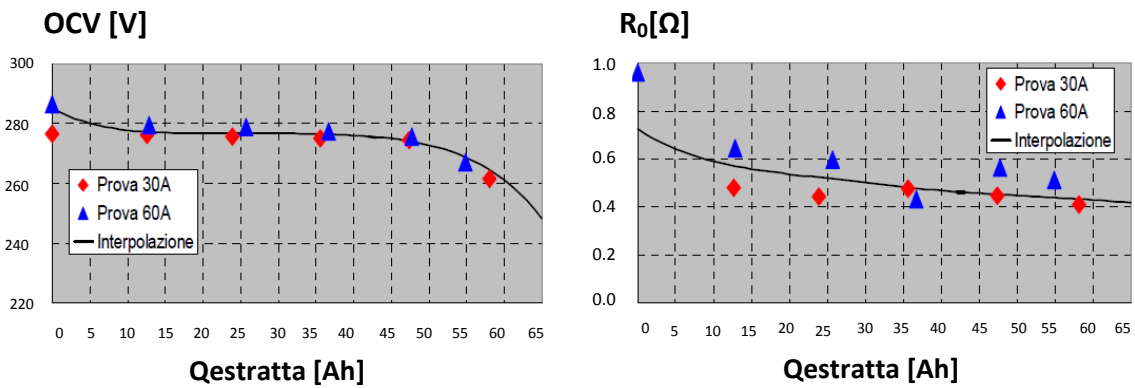 OCV [V]
300
280
260
240
220
Prova 30A
Prova 60A
Interpolazione
0 5 10 15 20 25 30 35 40 45 50 55 60 65
Qestratta [Ah]
R₀[Ω]
1.0
0.8
0.6
0.4
0.2
0.0
Prova 30A
Prova 60A
Interpolazione
0 5 10 15 20 25 30 35 40 45 50 55 60 65
Qestratta [Ah]